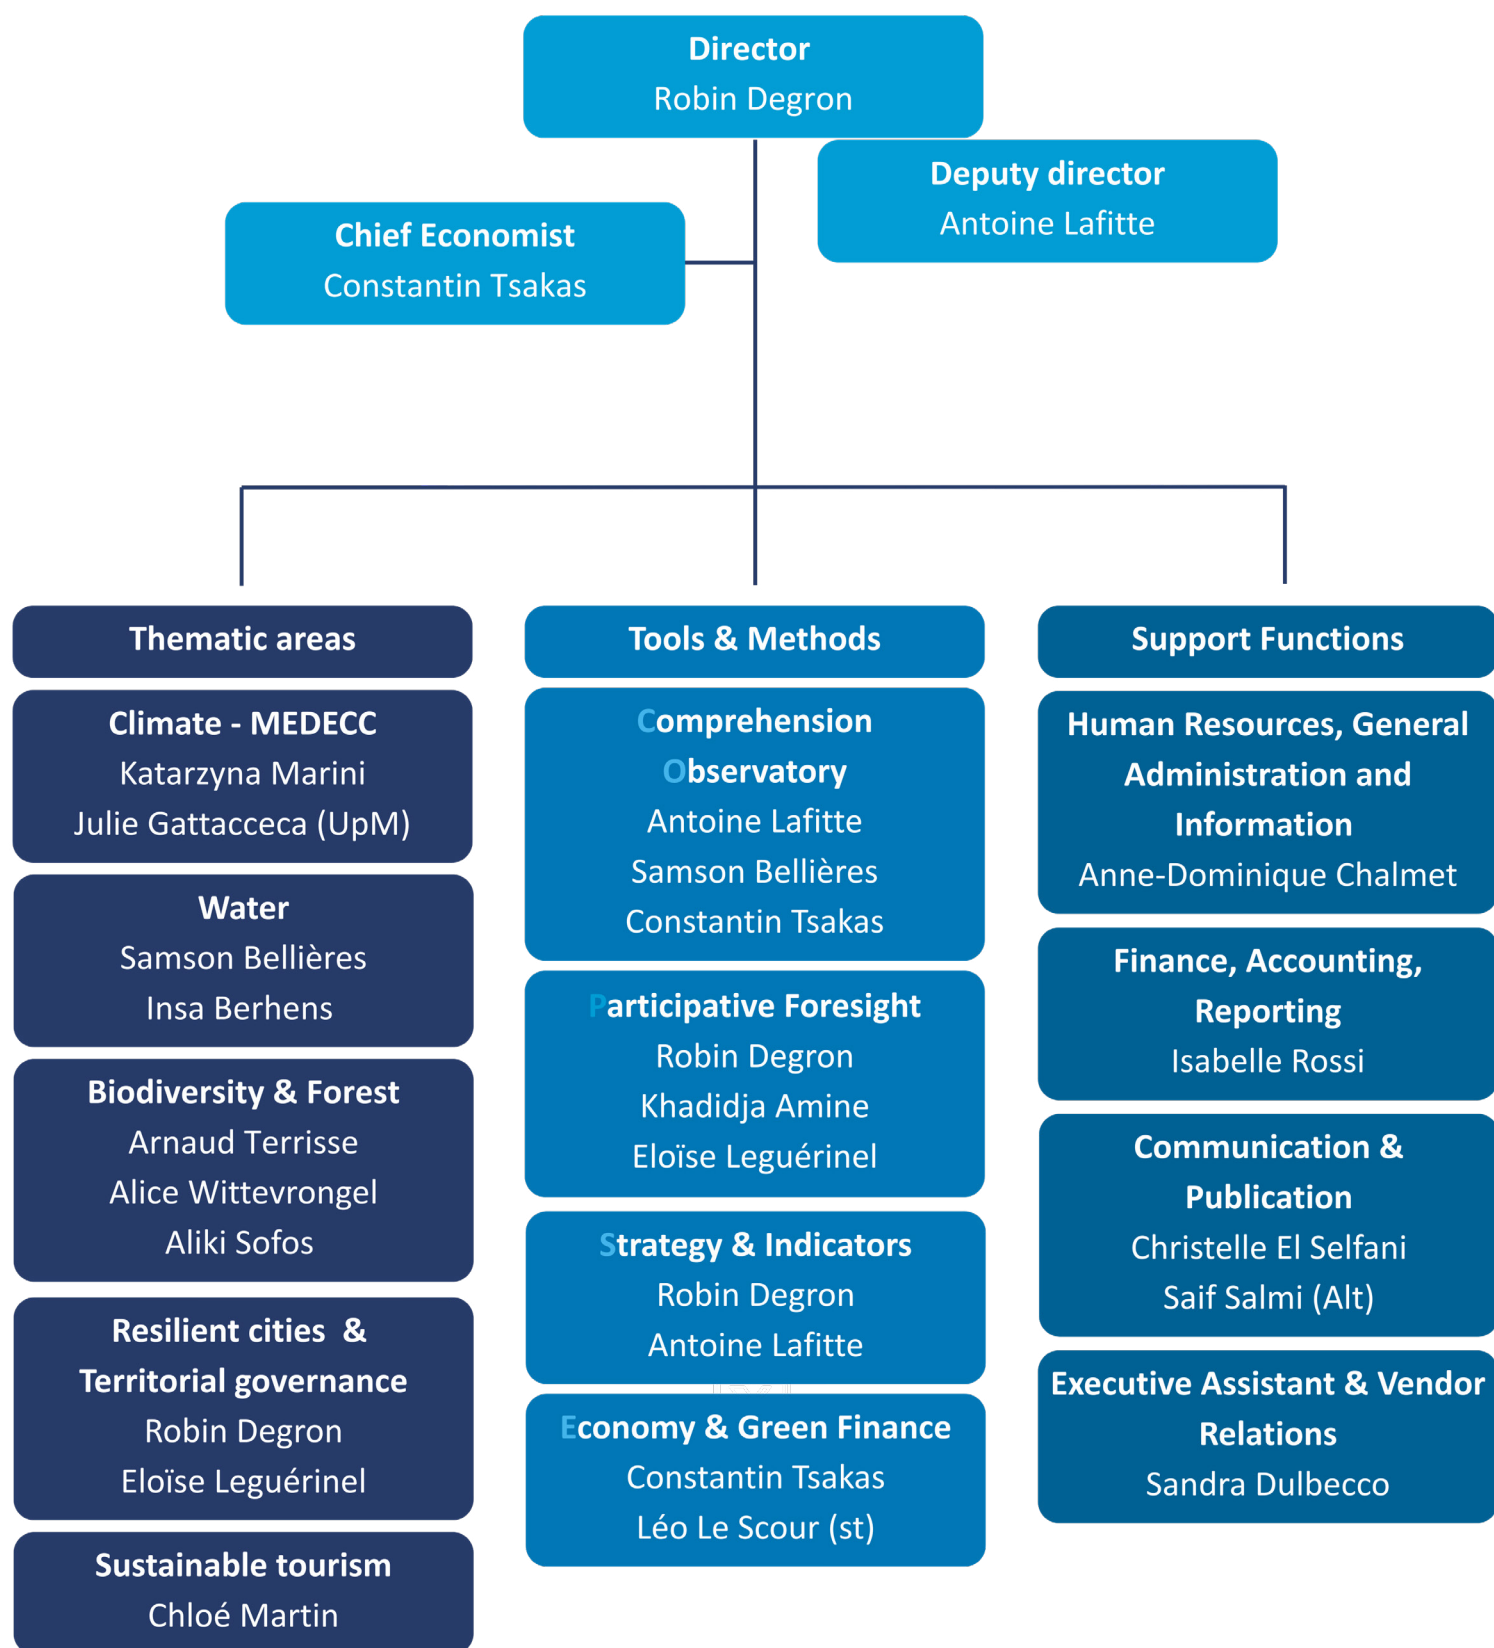 Director
Robin Degron
Deputy director
Antoine Lafitte
Chief Economist
Constantin Tsakas
Thematic areas
Climate - MEDECC
Katarzyna Marini
Julie Gattacceca (UpM)
Water
Samson Bellières
Insa Berhens
Biodiversity & Forest
Arnaud Terrisse
Alice Wittevrongel
Aliki Sofos
Resilient cities &
Territorial governance
Robin Degron
Eloïse Leguérinel
Sustainable tourism
Chloé Martin
Tools & Methods
Comprehension
Observatory
Antoine Lafitte
Samson Bellières
Constantin Tsakas
Participative Foresight
Robin Degron
Khadidja Amine
Eloïse Leguérinel
Strategy & Indicators
Robin Degron
Antoine Lafitte
Economy & Green Finance
Constantin Tsakas
Léo Le Scour (st)
Support Functions
Human Resources, General
Administration and
Information
Anne-Dominique Chalmet
Finance, Accounting,
Reporting
Isabelle Rossi
Communication &
Publication
Christelle El Selfani
Saif Salmi (Alt)
Executive Assistant & Vendor
Relations
Sandra Dulbecco